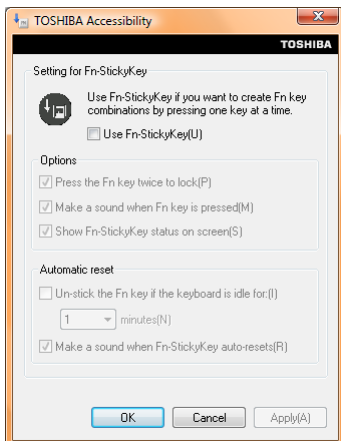 TOSHIBA Accessibility
TOSHIBA
Setting for Fn-StickyKey
Use Fn-StickyKey if you want to create Fn key
combinations by pressing one key at a time.
Use Fn-StickyKey(U)
Options
Press the Fn key twice to lock(P)
Make a sound when Fn key is pressed(M)
Show Fn-StickyKey status on screen(S)
Automatic reset
Un-stick the Fn key if the keyboard is idle for:(I)
1 minutes(N)
Make a sound when Fn-StickyKey auto-resets(R)
OK Cancel Apply(A)